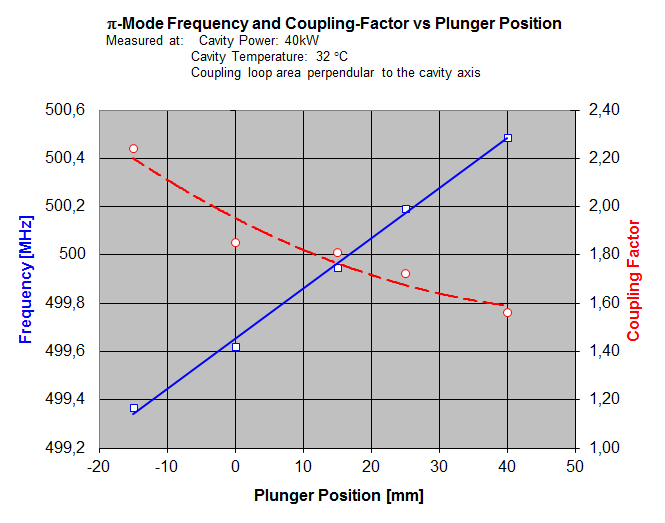 π-Mode Frequency and Coupling-Factor vs Plunger Position
Measured at: Cavity Power: 40kW
Cavity Temperature: 32 °C
Coupling loop area perpendular to the cavity axis
Frequency [MHz]
500,6
500,4
500,2
500
499,8
499,6
499,4
499,2
2,40
2,20
2,00
1,80
1,60
1,40
1,20
1,00
Coupling Factor
-20 -10 0 10 20 30 40 50
Plunger Position [mm]